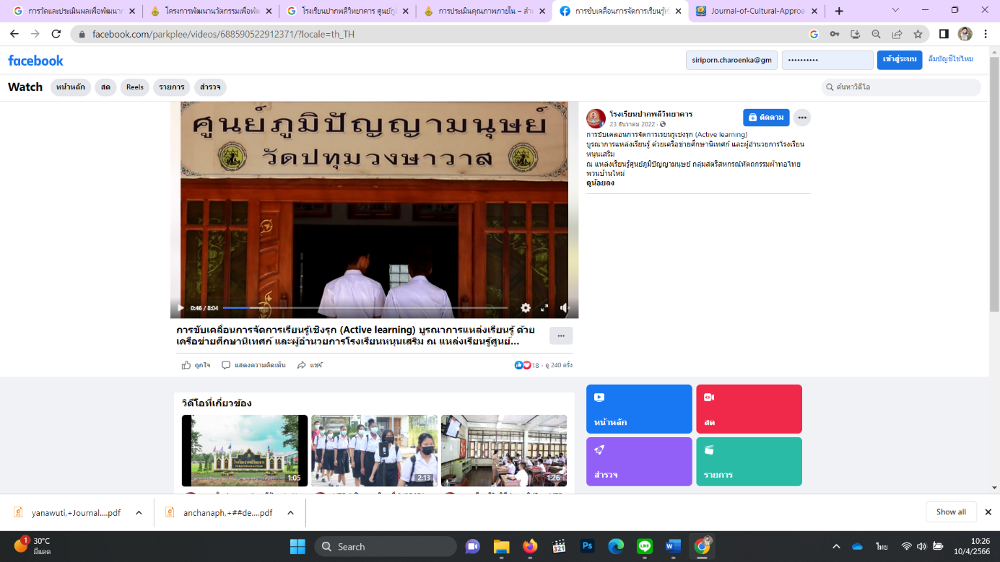 การวัดและประเมินผลเพื่อพัฒนา
โครงการพัฒนานวัตกรรมเพื่อพัฒ
โรงเรียนปากพลีวิทยาคาร ศูนย์ภูมิ
การประเมินคุณภาพภายใน – สำน
การขับเคลื่อนการจัดการเรียนรู้เชิ
Journal-of-Cultural-Approa
facebook.com/parkplee/videos/688590522912371/?locale=th_TH
facebook
siriporn.charoenka@gm
••••••••••
เข้าสู่ระบบ
ลืมบัญชีใช่ไหม
Watch
หน้าหลัก
สด
Reels
รายการ
สำรวจ
ค้นหาวิดีโอ
ศูนย์ภูมิปัญญามนุษย์
วัดปทุมวงษาวาส
0:46 / 8:04
โรงเรียนปากพลีวิทยาคาร
ติดตาม
23 ธันวาคม 2022 ·
การขับเคลื่อนการจัดการเรียนรู้เชิงรุก (Active learning)
บูรณาการแหล่งเรียนรู้ ด้วยเครือข่ายศึกษานิเทศก์ และผู้อำนวยการโรงเรียน
หนุนเสริม
ณ แหล่งเรียนรู้ศูนย์ภูมิปัญญามนุษย์ กลุ่มสตรีสหกรณ์หัตถกรรมผ้าทอไทย
พวนบ้านใหม่
ดูน้อยลง
การขับเคลื่อนการจัดการเรียนรู้เชิงรุก (Active learning) บูรณาการแหล่งเรียนรู้ ด้วย
เครือข่ายศึกษานิเทศก์ และผู้อำนวยการโรงเรียนหนุนเสริม ณ แหล่งเรียนรู้ศูนย์...
ถูกใจ
แสดงความคิดเห็น
แชร์
18 · ดู 240 ครั้ง
วิดีโอที่เกี่ยวข้อง
โรงเรียนปากพลีวิทยาคาร
1:05
2:13
1:26
หน้าหลัก
สด
สำรวจ
รายการ
yanawuti,+Journal....pdf
anchanaph,+##de....pdf
Show all
1
30°C
มีแดด
Search
321
Ps
ไทย
10:26
10/4/2566